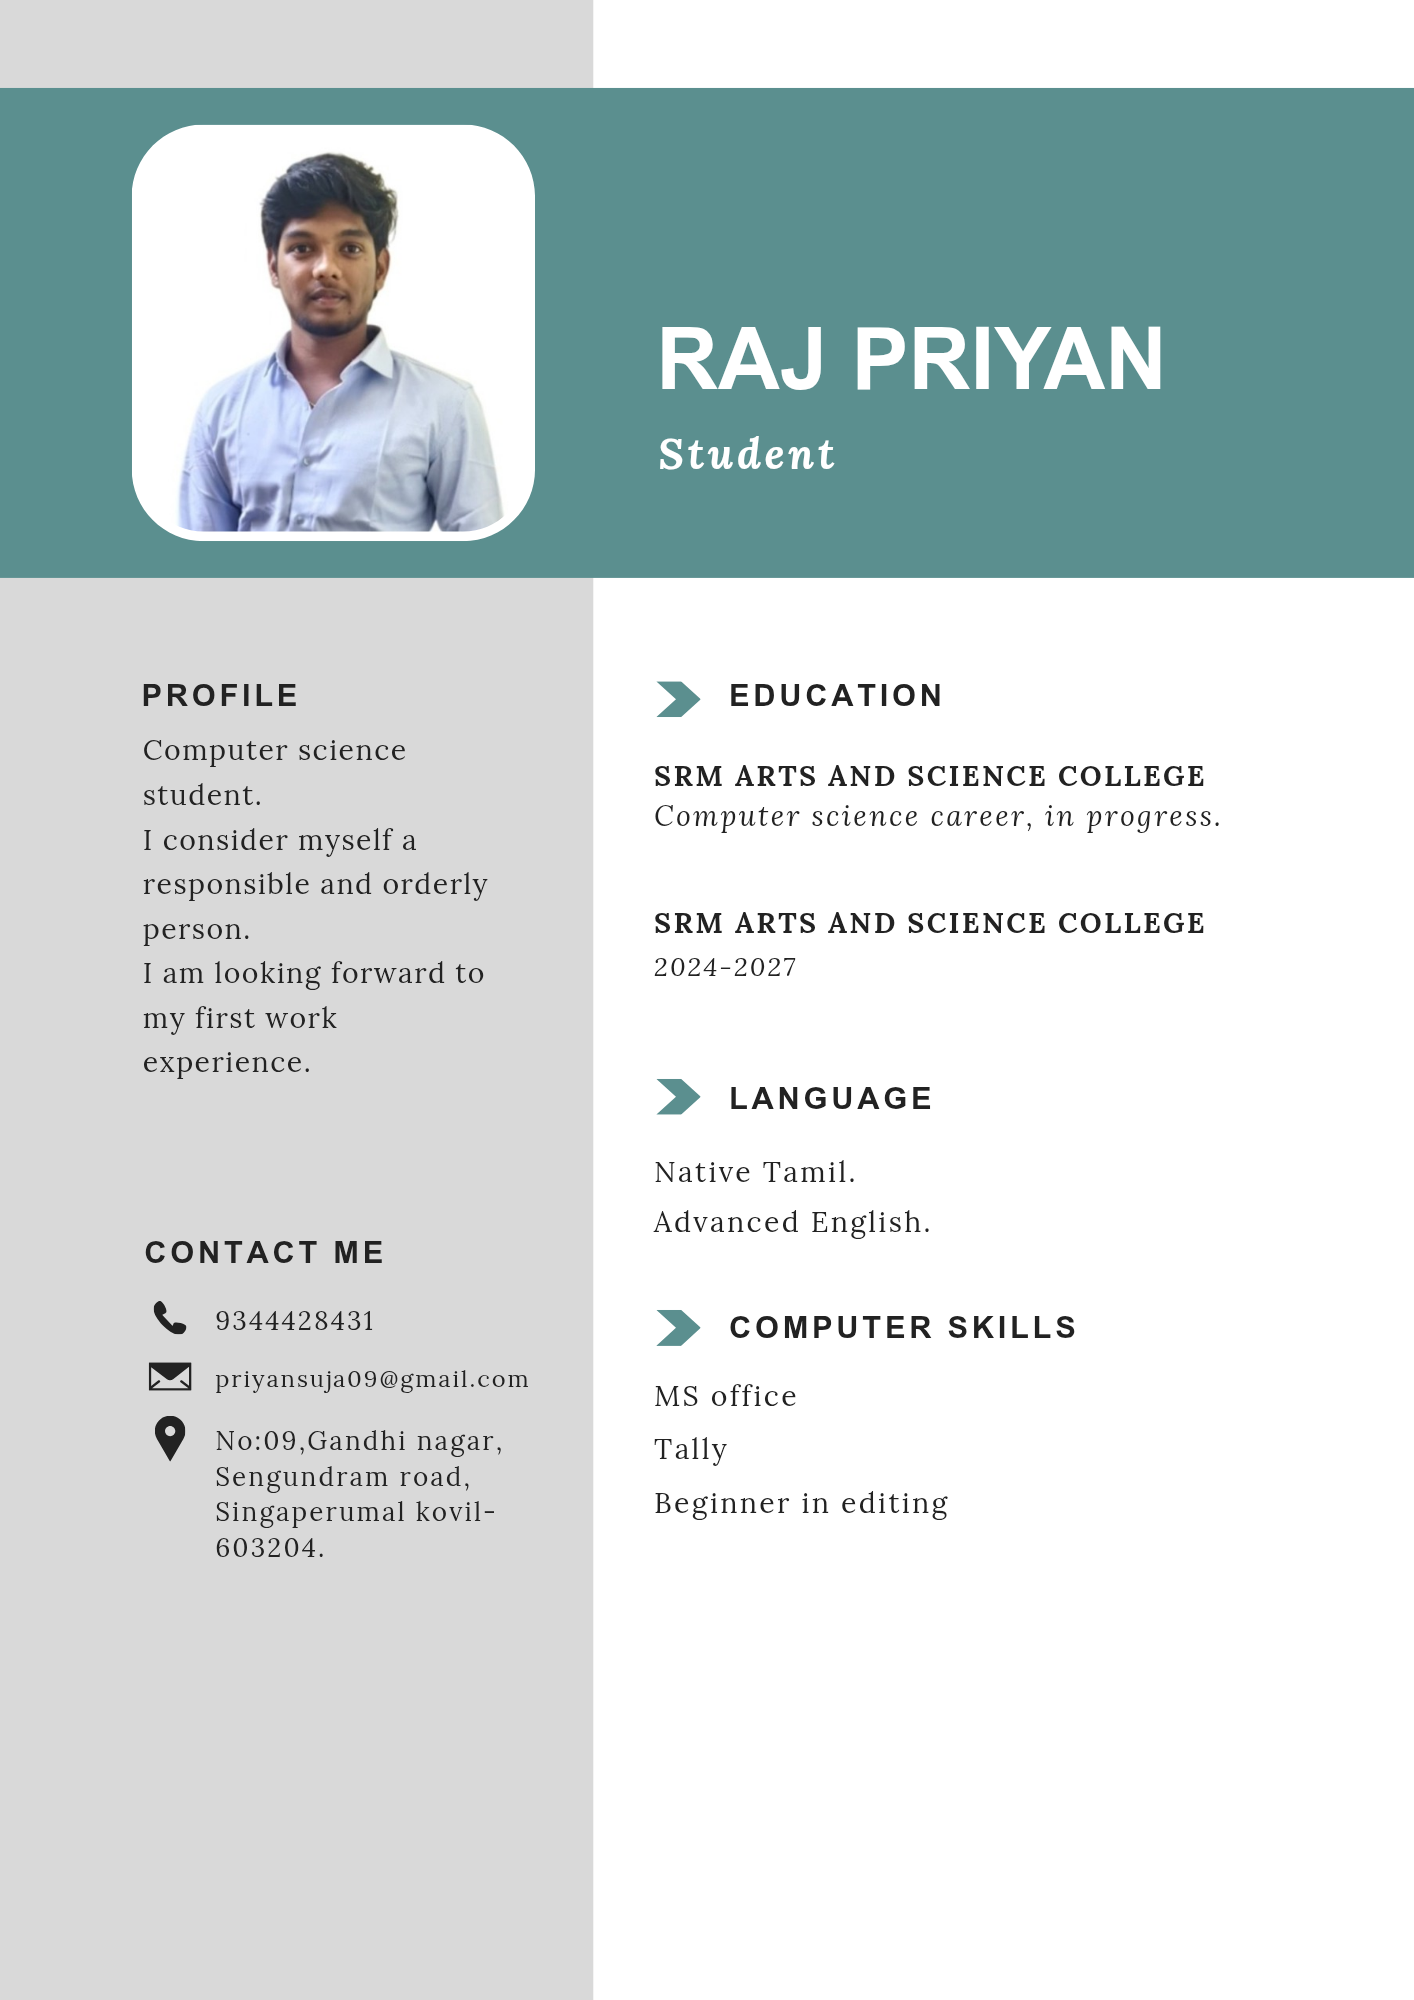 RAJ PRIYAN
Student
PROFILE
Computer science
student.
I consider myself a
responsible and orderly
person.
I am looking forward to
my first work
experience.
CONTACT ME
9344428431
priyansuja09@gmail.com
No:09,Gandhi nagar,
Sengundram road,
Singaperumal kovil-
603204.
EDUCATION
SRM ARTS AND SCIENCE COLLEGE
Computer science career, in progress.
SRM ARTS AND SCIENCE COLLEGE
2024-2027
LANGUAGE
Native Tamil.
Advanced English.
COMPUTER SKILLS
MS office
Tally
Beginner in editing